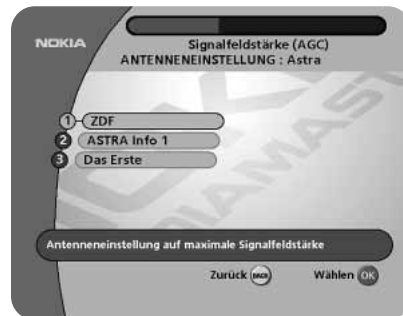 NOKIA
Signalfeldstärke (AGC)
ANTENNENEINSTELLUNG : Astra
1 ZDF
2 ASTRA Info 1
3 Das Erste
Antenneneinstellung auf maximale Signalfeldstärke
Zurück BACK Wählen OK